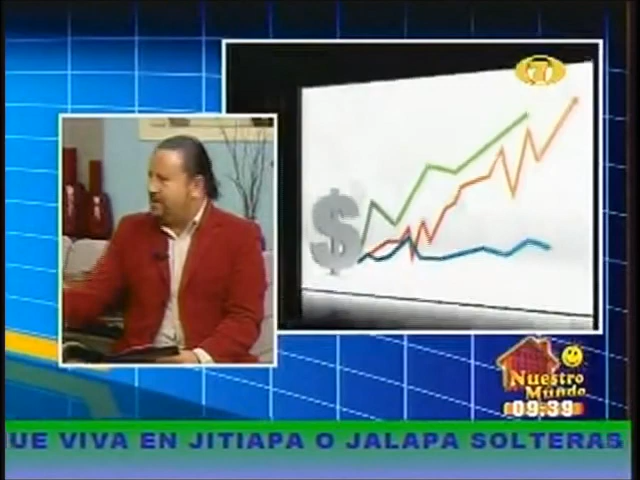 7
$
Nuestro
Mundo
09:39
UE VIVA EN JITIAPA O JALAPA SOLTERAS